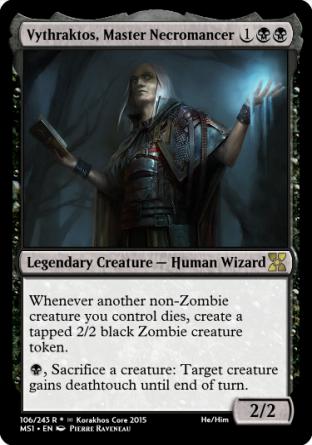 Vythraktos, Master Necromancer 1
Legendary Creature — Human Wizard
Whenever another non-Zombie
creature you control dies, create a
tapped 2/2 black Zombie creature
token.
, Sacrifice a creature: Target creature
gains deathtouch until end of turn.
2/2
106/243 R * = Korakhos Core 2015 He/Him
MS1 • EN Pierre Raveneau